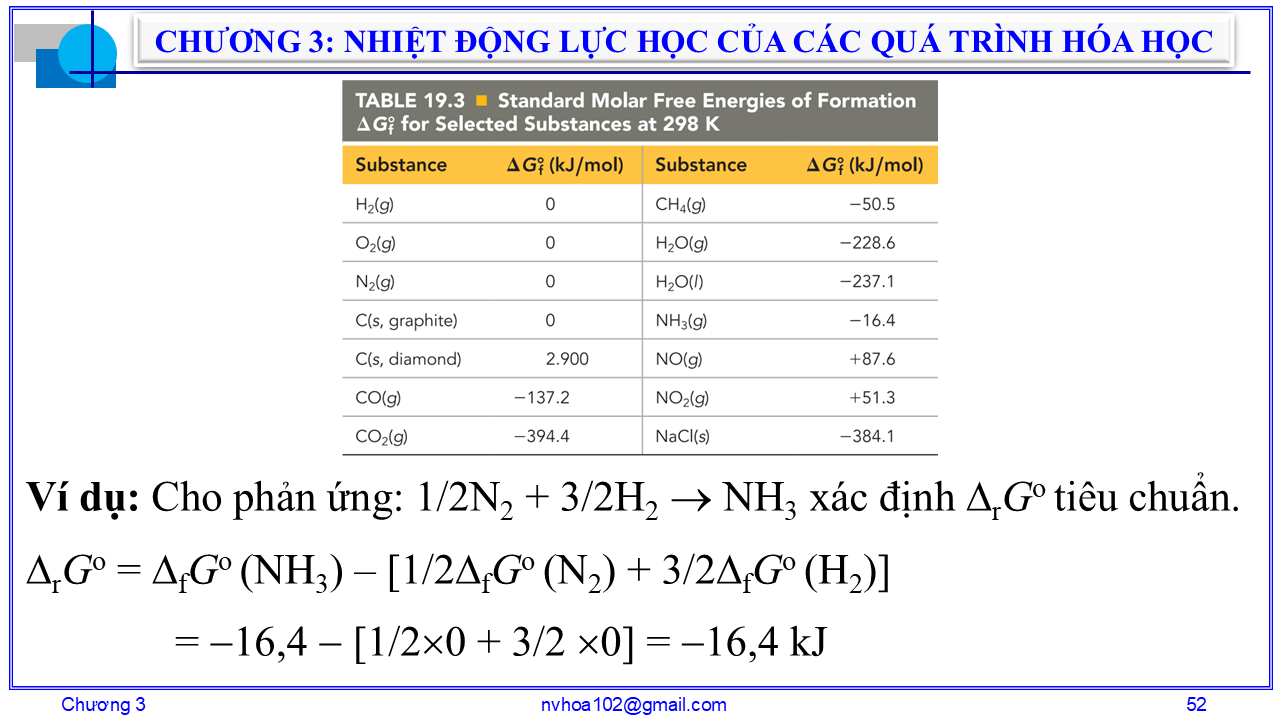 CHƯƠNG 3: NHIỆT ĐỘNG LỰC HỌC CỦA CÁC QUÁ TRÌNH HÓA HỌC
TABLE 19.3 ■ Standard Molar Free Energies of Formation
ΔG°f for Selected Substances at 298 K
Substance ΔG°f (kJ/mol) Substance ΔG°f (kJ/mol)
H₂(g) 0 CH₄(g) −50.5
O₂(g) 0 H₂O(g) −228.6
N₂(g) 0 H₂O(l) −237.1
C(s, graphite) 0 NH₃(g) −16.4
C(s, diamond) 2.900 NO(g) +87.6
CO(g) −137.2 NO₂(g) +51.3
CO₂(g) −394.4 NaCl(s) −384.1
Ví dụ: Cho phản ứng: 1/2N₂ + 3/2H₂ → NH₃ xác định ΔᵣGᵒ tiêu chuẩn.
ΔᵣGᵒ = ΔfGᵒ (NH₃) – [1/2ΔfGᵒ (N₂) + 3/2ΔfGᵒ (H₂)]
= −16,4 − [1/2×0 + 3/2 ×0] = −16,4 kJ
Chương 3 nvhoa102@gmail.com 52